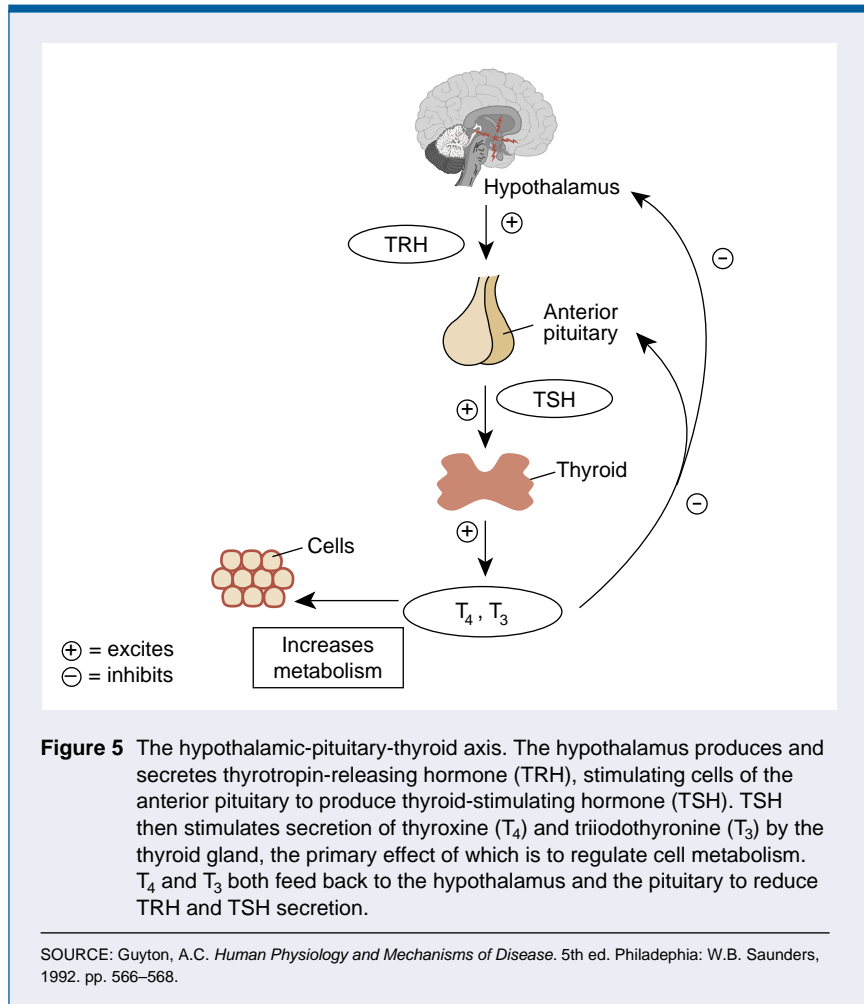 Hypothalamus
⊕
TRH
⊖
Anterior
pituitary
TSH
⊕
Thyroid
⊖
⊕
Cells
T₄ , T₃
Increases
metabolism
⊕ = excites
⊖ = inhibits
Figure 5 The hypothalamic-pituitary-thyroid axis. The hypothalamus produces and
secretes thyrotropin-releasing hormone (TRH), stimulating cells of the
anterior pituitary to produce thyroid-stimulating hormone (TSH). TSH
then stimulates secretion of thyroxine (T₄) and triiodothyronine (T₃) by the
thyroid gland, the primary effect of which is to regulate cell metabolism.
T₄ and T₃ both feed back to the hypothalamus and the pituitary to reduce
TRH and TSH secretion.
SOURCE: Guyton, A.C. Human Physiology and Mechanisms of Disease. 5th ed. Philadephia: W.B. Saunders,
1992. pp. 566–568.